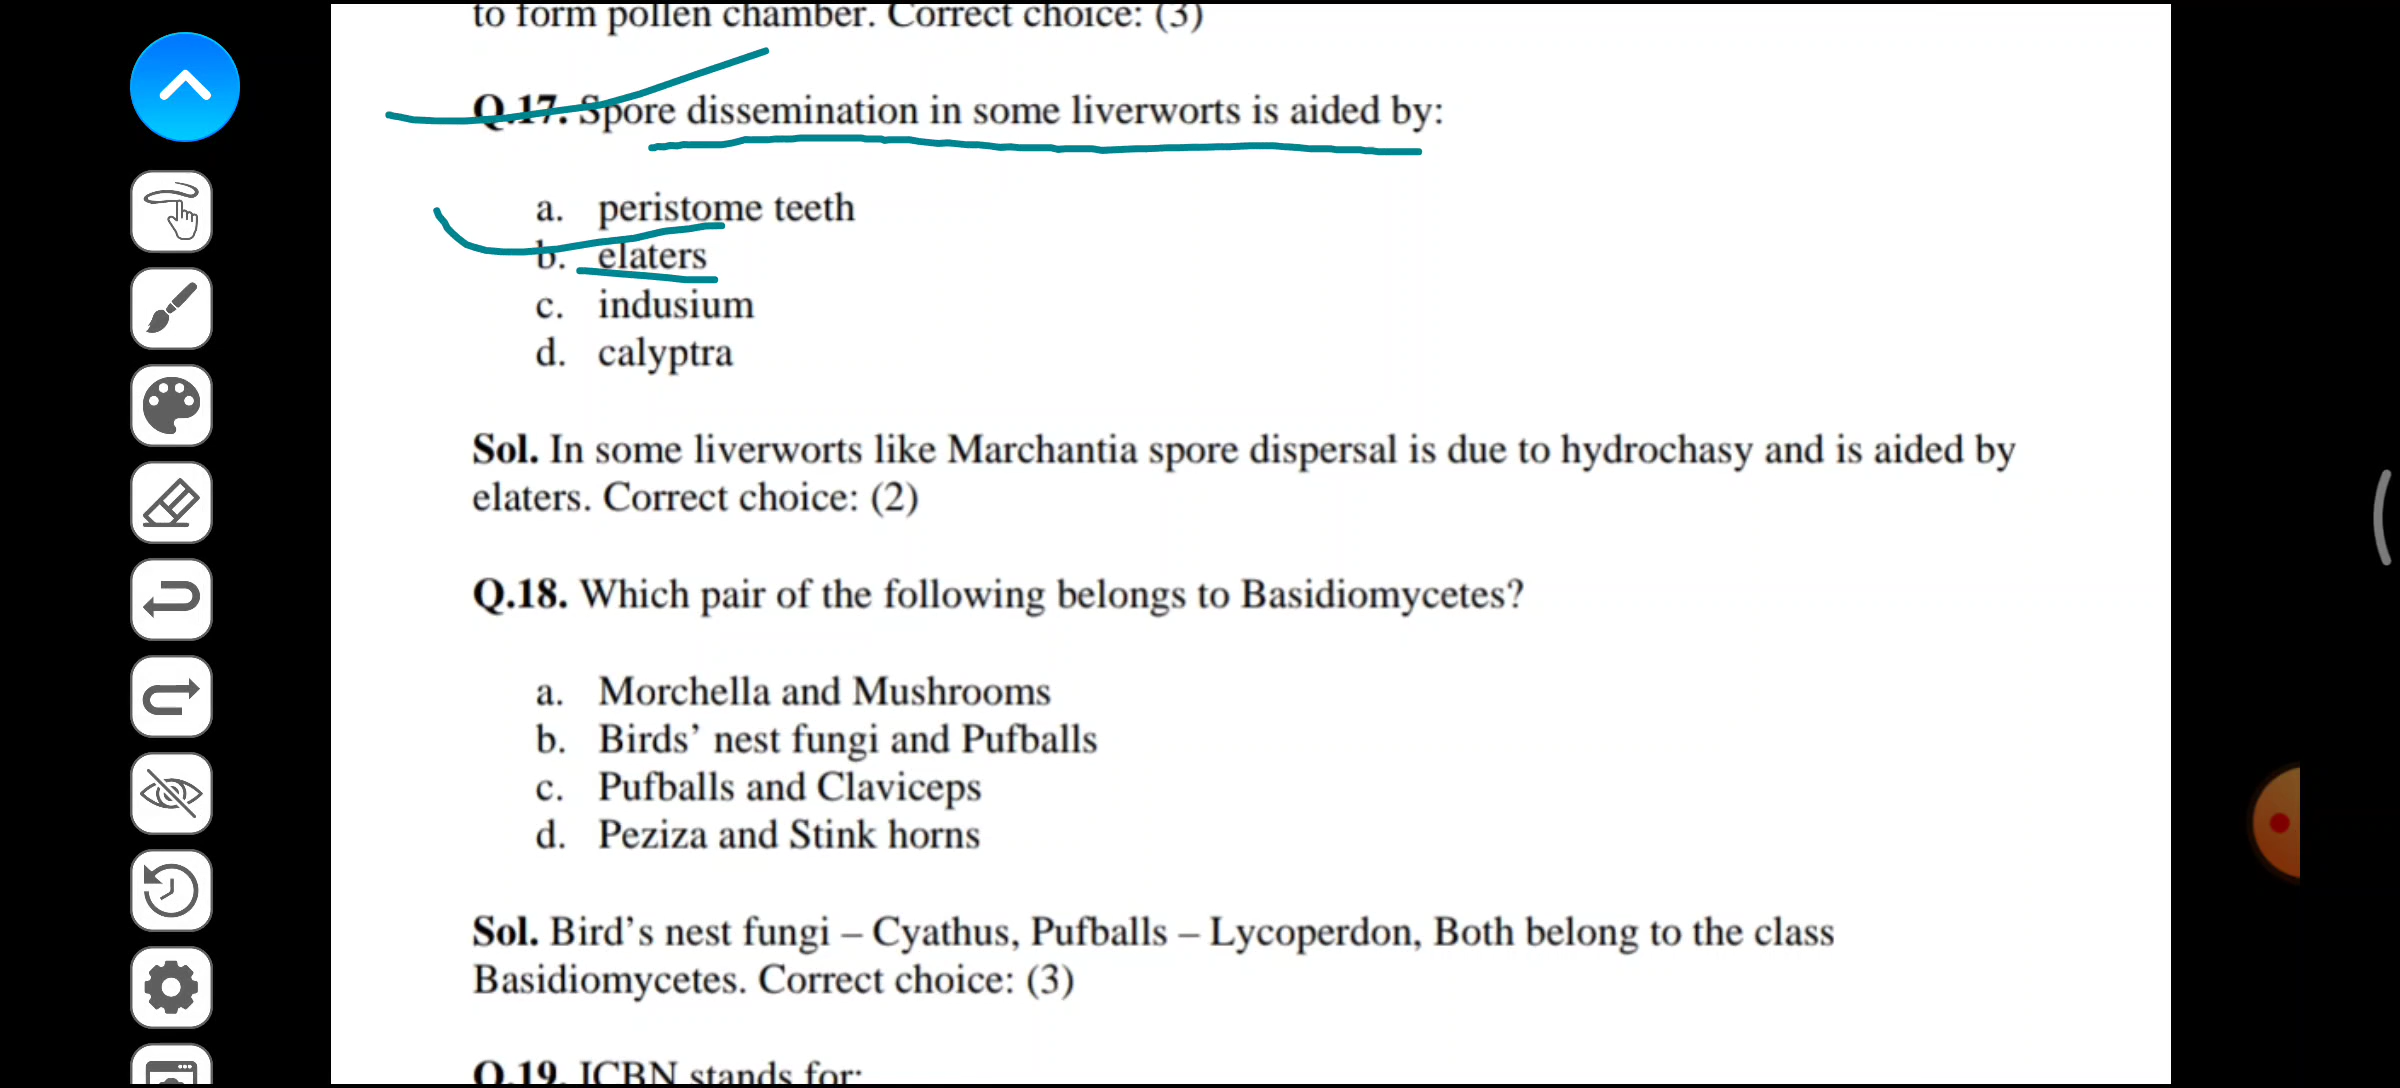 to form pollen chamber. Correct choice: (3)
Q.17. Spore dissemination in some liverworts is aided by:
a. peristome teeth
b. elaters
c. indusium
d. calyptra
Sol. In some liverworts like Marchantia spore dispersal is due to hydrochasy and is aided by
elaters. Correct choice: (2)
Q.18. Which pair of the following belongs to Basidiomycetes?
a. Morchella and Mushrooms
b. Birds’ nest fungi and Pufballs
c. Pufballs and Claviceps
d. Peziza and Stink horns
Sol. Bird’s nest fungi – Cyathus, Pufballs – Lycoperdon, Both belong to the class
Basidiomycetes. Correct choice: (3)
Q.19. ICBN stands for: